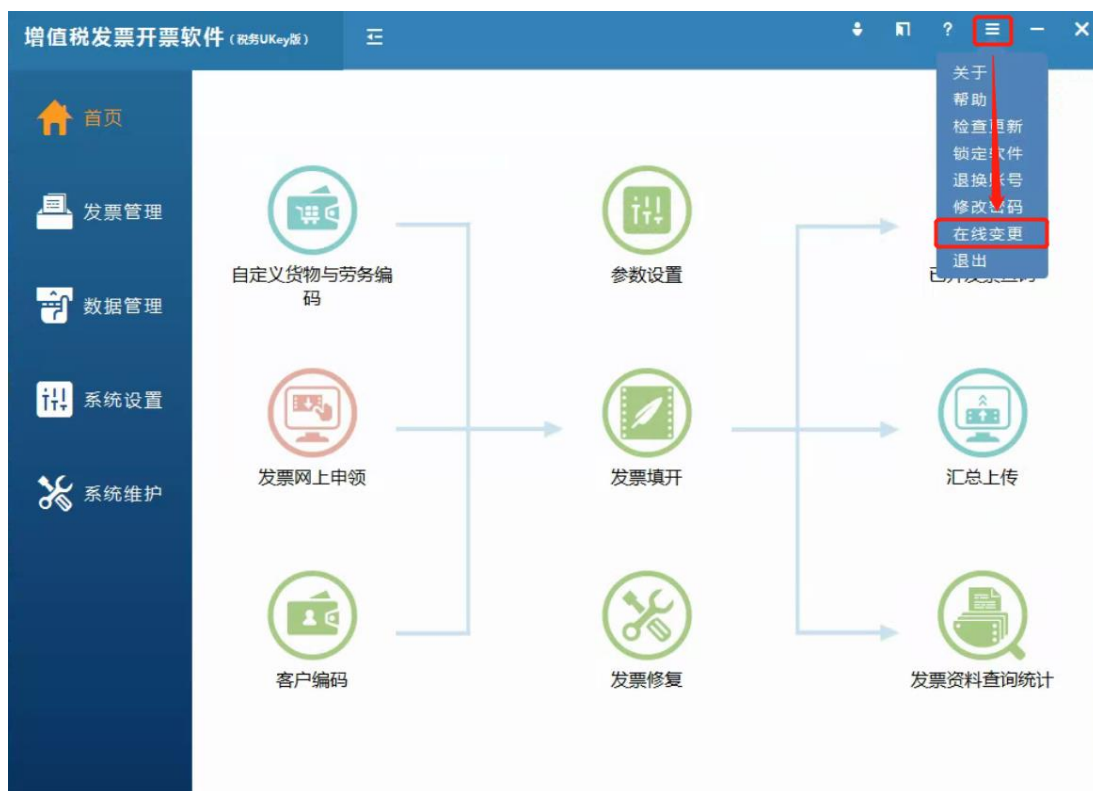 增值税发票开票软件（税务UKey版）
?
首页
发票管理
数据管理
系统设置
系统维护
关于
帮助
检查更新
锁定软件
退换账号
修改密码
在线变更
退出
自定义货物与劳务编
码
参数设置
发票网上申领
发票填开
汇总上传
客户编码
发票修复
发票资料查询统计